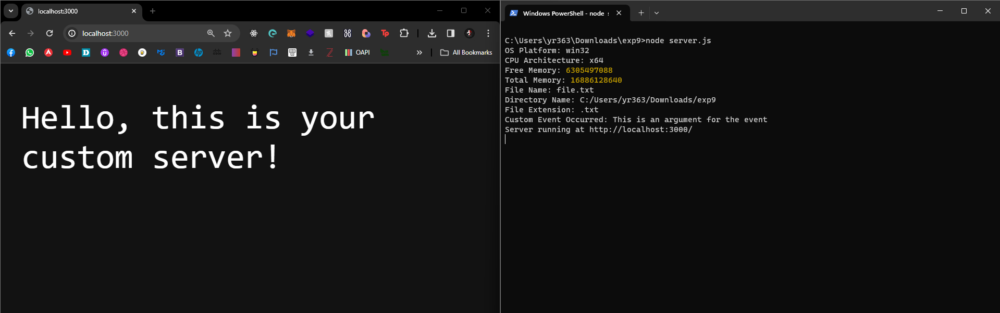 localhost:3000
localhost:3000
Tp
OAPI
All Bookmarks
Hello, this is your
custom server!
Windows PowerShell - node
C:\Users\yr363\Downloads\exp9>node server.js
OS Platform: win32
CPU Architecture: x64
Free Memory: 6305497088
Total Memory: 16886128640
File Name: file.txt
Directory Name: C:/Users/yr363/Downloads/exp9
File Extension: .txt
Custom Event Occurred: This is an argument for the event
Server running at http://localhost:3000/